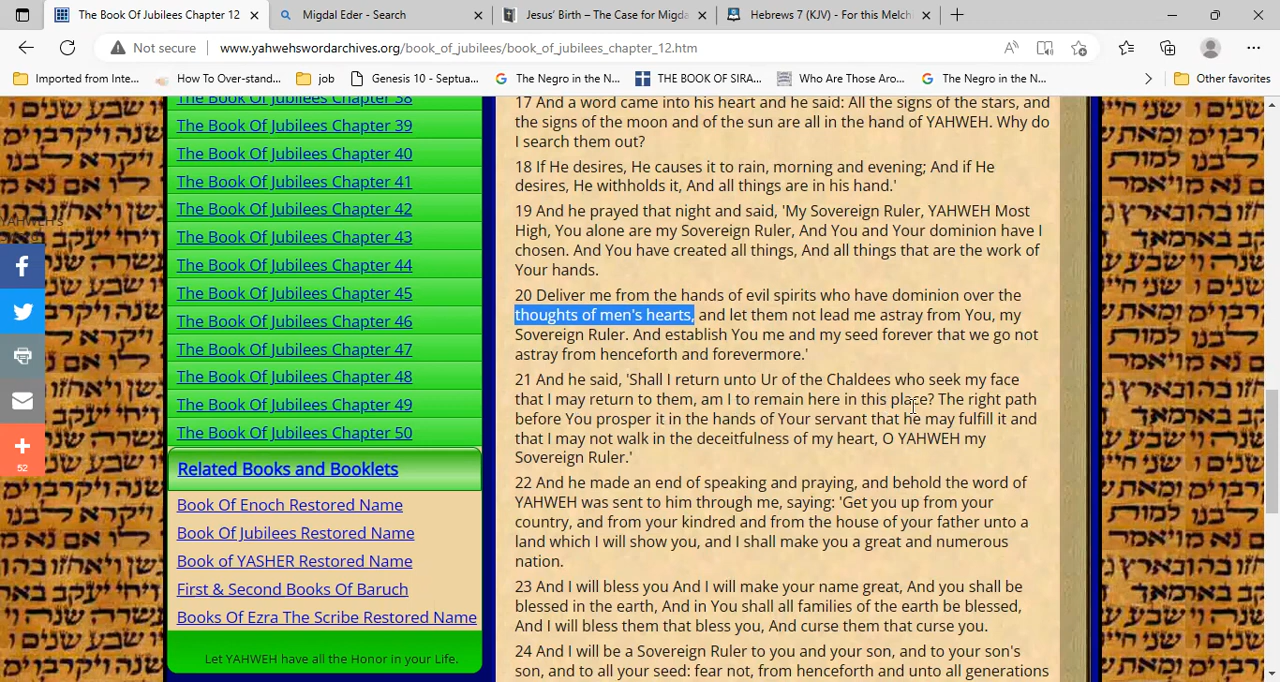 The Book Of Jubilees Chapter 12
Migdal Eder - Search
Jesus' Birth – The Case for Migda
Hebrews 7 (KJV) - For this Melch
Not secure
www.yahwehswordarchives.org/book_of_jubilees/book_of_jubilees_chapter_12.htm
Imported from Inte...
How To Over-stand...
job
Genesis 10 - Septua...
The Negro in the N...
THE BOOK OF SIRA...
Who Are Those Aro...
The Negro in the N...
Other favorites
YAHWEH's
52
The Book Of Jubilees Chapter 38
The Book Of Jubilees Chapter 39
The Book Of Jubilees Chapter 40
The Book Of Jubilees Chapter 41
The Book Of Jubilees Chapter 42
The Book Of Jubilees Chapter 43
The Book Of Jubilees Chapter 44
The Book Of Jubilees Chapter 45
The Book Of Jubilees Chapter 46
The Book Of Jubilees Chapter 47
The Book Of Jubilees Chapter 48
The Book Of Jubilees Chapter 49
The Book Of Jubilees Chapter 50
Related Books and Booklets
Book Of Enoch Restored Name
Book Of Jubilees Restored Name
Book of YASHER Restored Name
First & Second Books Of Baruch
Books Of Ezra The Scribe Restored Name
Let YAHWEH have all the Honor in your Life.
17 And a word came into his heart and he said: All the signs of the stars, and
the signs of the moon and of the sun are all in the hand of YAHWEH. Why do
I search them out?
18 If He desires, He causes it to rain, morning and evening; And if He
desires, He withholds it, And all things are in his hand.'
19 And he prayed that night and said, 'My Sovereign Ruler, YAHWEH Most
High, You alone are my Sovereign Ruler, And You and Your dominion have I
chosen. And You have created all things, And all things that are the work of
Your hands.
20 Deliver me from the hands of evil spirits who have dominion over the
thoughts of men's hearts, and let them not lead me astray from You, my
Sovereign Ruler. And establish You me and my seed forever that we go not
astray from henceforth and forevermore.'
21 And he said, 'Shall I return unto Ur of the Chaldees who seek my face
that I may return to them, am I to remain here in this place? The right path
before You prosper it in the hands of Your servant that he may fulfill it and
that I may not walk in the deceitfulness of my heart, O YAHWEH my
Sovereign Ruler.'
22 And he made an end of speaking and praying, and behold the word of
YAHWEH was sent to him through me, saying: 'Get you up from your
country, and from your kindred and from the house of your father unto a
land which I will show you, and I shall make you a great and numerous
nation.
23 And I will bless you And I will make your name great, And you shall be
blessed in the earth, And in You shall all families of the earth be blessed,
And I will bless them that bless you, And curse them that curse you.
24 And I will be a Sovereign Ruler to you and your son, and to your son's
son, and to all your seed: fear not, from henceforth and unto all generations